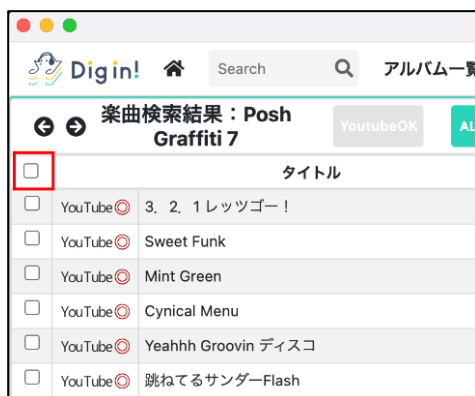 Dig in!
Search
アルバム一覧
楽曲検索結果：Posh
Graffiti 7
YoutubeOK
AL
タイトル
YouTube◎ 3．2．1レッツゴー！
YouTube◎ Sweet Funk
YouTube◎ Mint Green
YouTube◎ Cynical Menu
YouTube◎ Yeahhh Groovin ディスコ
YouTube◎ 跳ねてるサンダーFlash